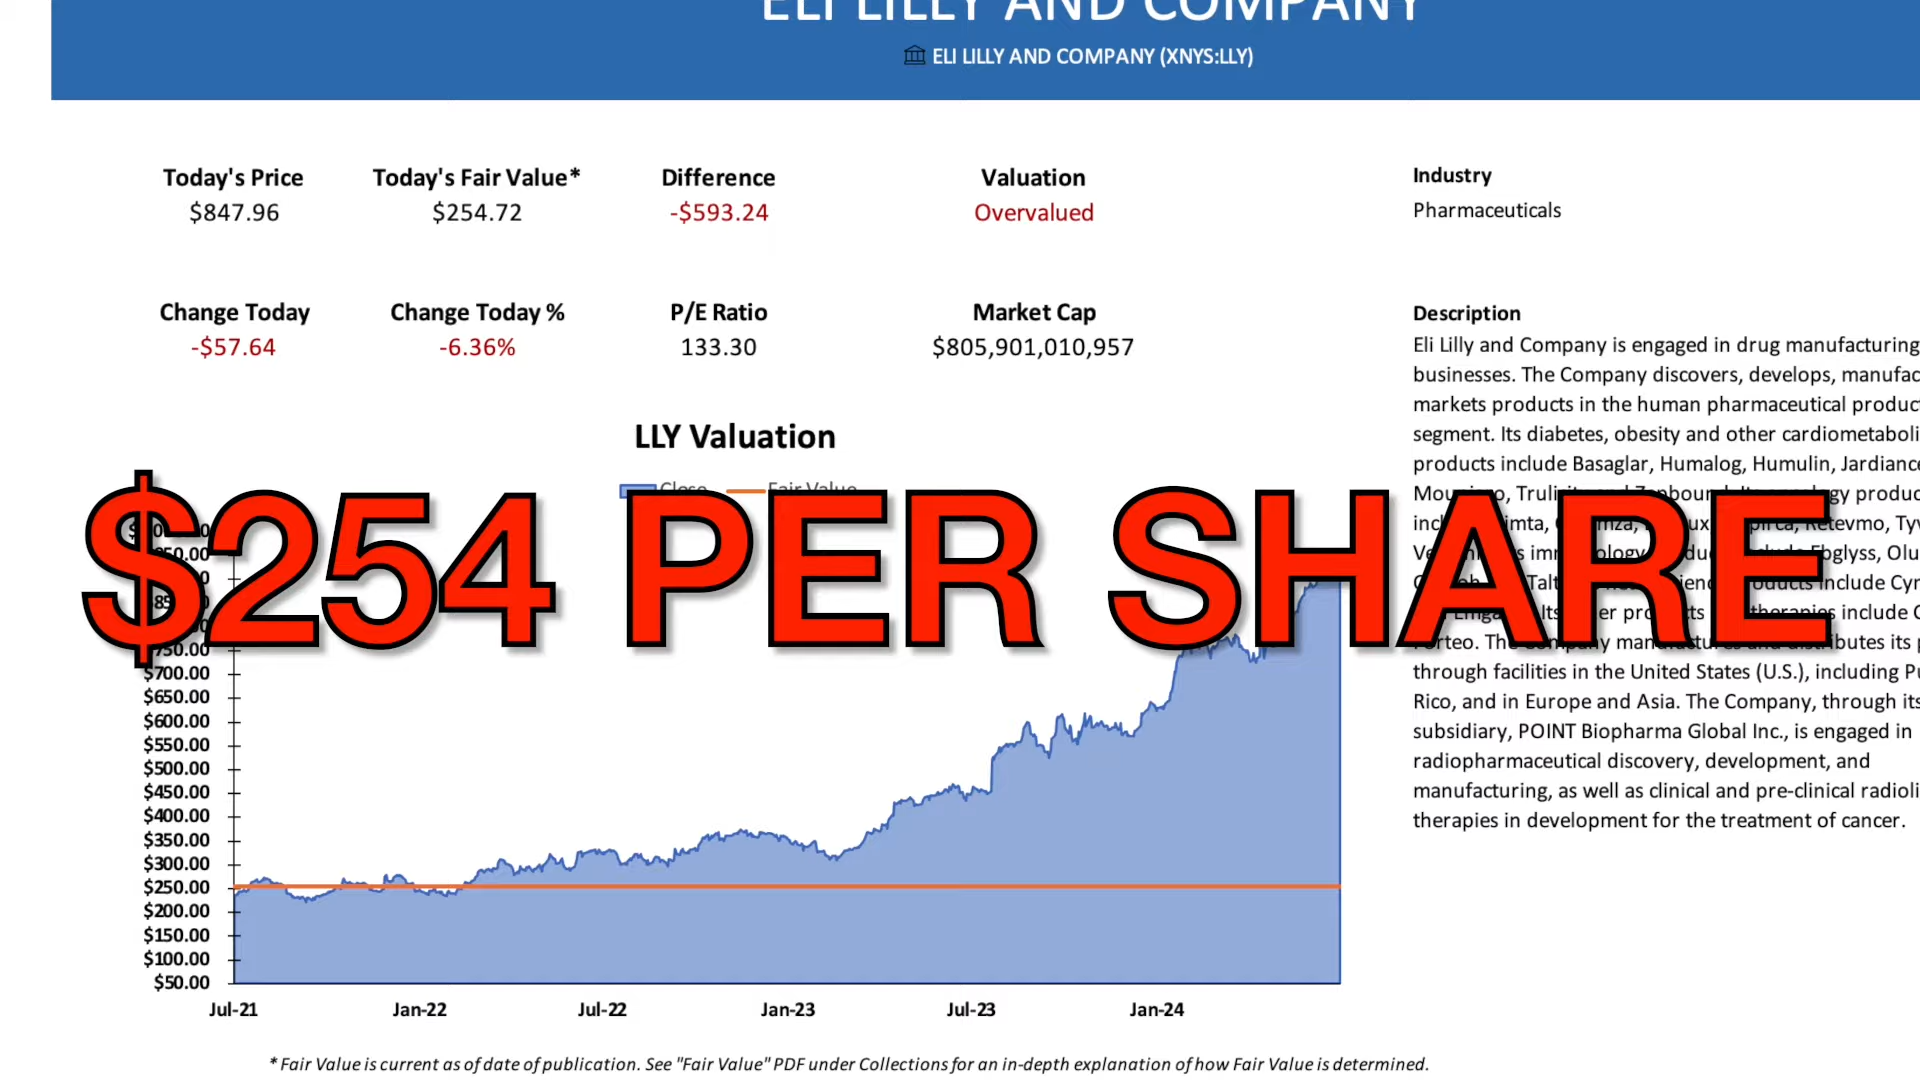 ELI LILLY AND COMPANY
ELI LILLY AND COMPANY (XNYS:LLY)
Today's Price
$847.96
Today's Fair Value*
$254.72
Difference
-$593.24
Valuation
Overvalued
Change Today
-$57.64
Change Today %
-6.36%
P/E Ratio
133.30
Market Cap
$805,901,010,957
Industry
Pharmaceuticals
Description
Eli Lilly and Company is engaged in drug manufacturing
businesses. The Company discovers, develops,
markets products in the human pharmaceutical
segment. Its diabetes, obesity and other
products include Basaglar, Humalog, Humulin,
through facilities in the United States (U.S.), including
Rico, and in Europe and Asia. The Company, through its
subsidiary, POINT Biopharma Global Inc., is engaged in
radiopharmaceutical discovery, development, and
manufacturing, as well as clinical and pre-clinical
therapies in development for the treatment of cancer.
LLY Valuation
Close Fair Value
$254 PER SHARE
$700.00
$650.00
$600.00
$550.00
$500.00
$450.00
$400.00
$350.00
$300.00
$250.00
$200.00
$150.00
$100.00
$50.00
Jul-21 Jan-22 Jul-22 Jan-23 Jul-23 Jan-24
* Fair Value is current as of date of publication. See "Fair Value" PDF under Collections for an in-depth explanation of how Fair Value is determined.